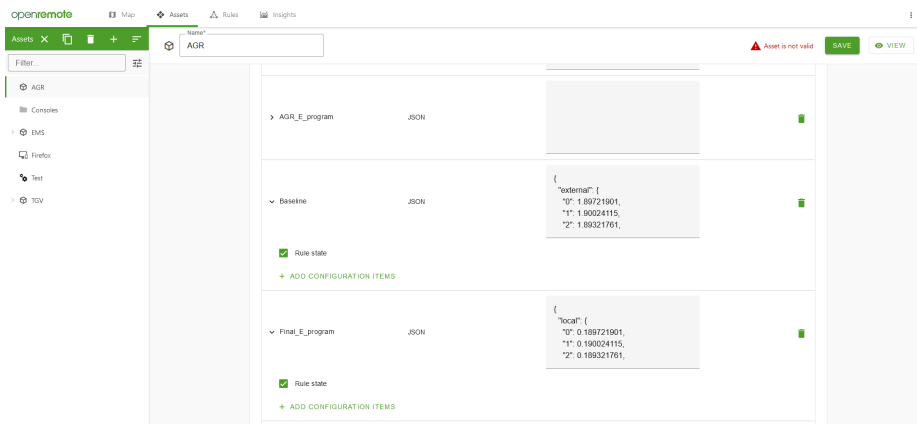 openremote
Map
Assets
Rules
Insights
Assets
Name*
AGR
Asset is not valid
SAVE
VIEW
Filter...
AGR
Consoles
EMS
Firefox
Test
TGV
AGR_E_program
JSON
Baseline
JSON
{
"external": {
"0": 1.89721901,
"1": 1.90024115,
"2": 1.89321761,
Rule state
+ ADD CONFIGURATION ITEMS
Final_E_program
JSON
{
"local": {
"0": 0.189721901,
"1": 0.190024115,
"2": 0.189321761,
Rule state
+ ADD CONFIGURATION ITEMS